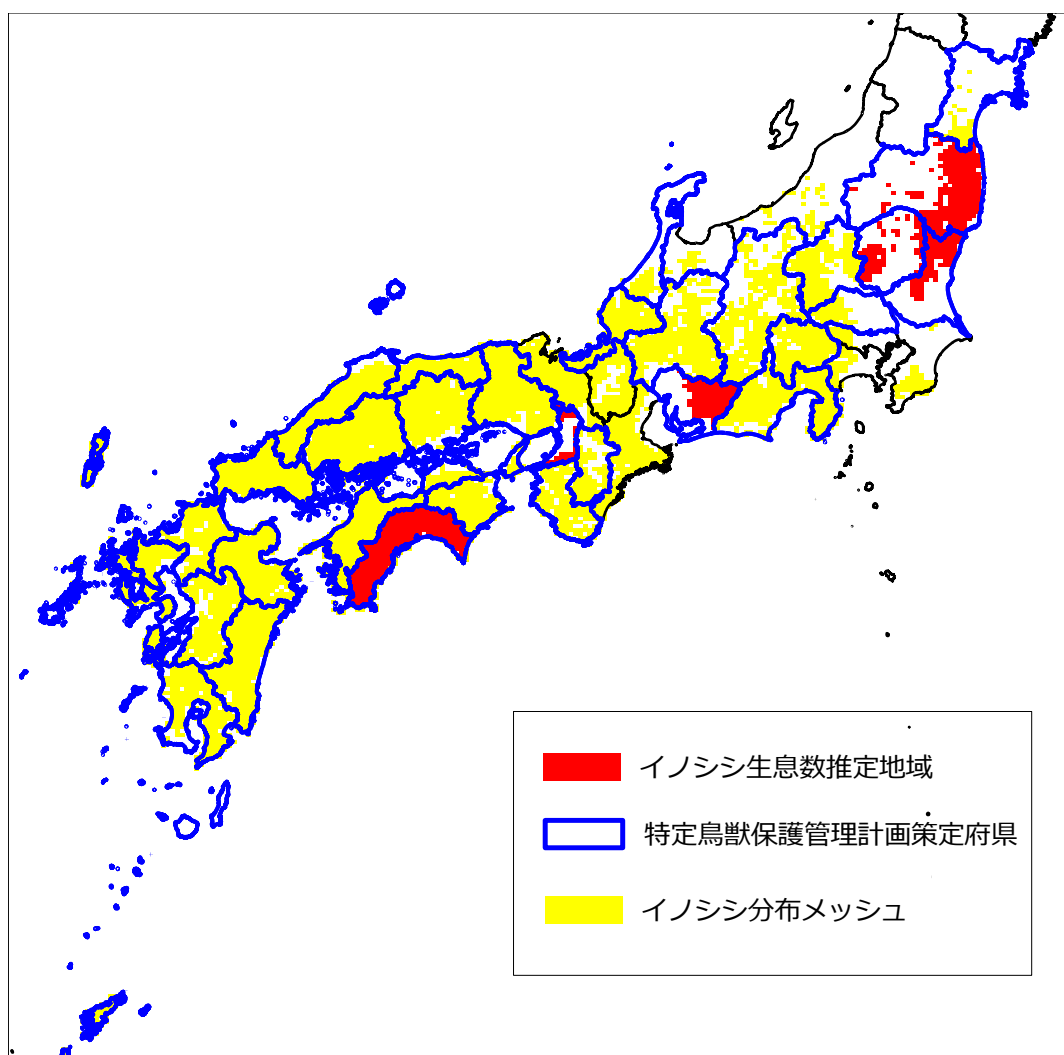 イノシシ生息数推定地域
特定鳥獣保護管理計画策定府県
イノシシ分布メッシュ